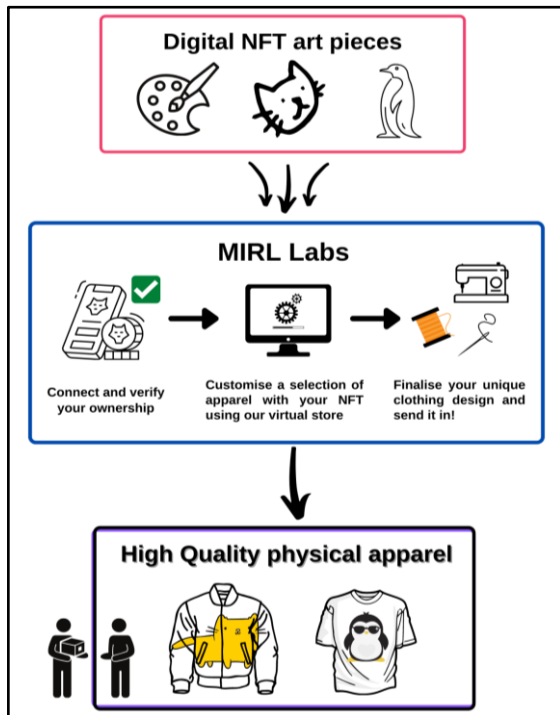 Digital NFT art pieces
MIRL Labs
Connect and verify
your ownership
Customise a selection of
apparel with your NFT
using our virtual store
Finalise your unique
clothing design and
send it in!
High Quality physical apparel